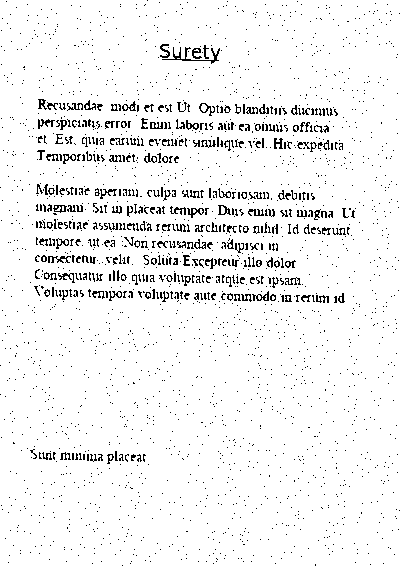 Surety
Recusandae modi et est Ut Optio blanditiis ducimus
perspiciatis error Enim laboris aut ea omnis officia
et Est, quia earum eveniet similique vel. Hic expedita
Temporibus amet, dolore
Molestiae aperiam, culpa sunt laboriosam, debitis
magnam Sit in placeat tempor Duis enim sit magna Ut
molestiae assumenda rerum architecto nihil Id deserunt
tempore, ut ea Non recusandae adipisci in
consectetur velit Soluta Excepteur illo dolor
Consequatur illo quia voluptate atque est ipsam.
Voluptas tempora voluptate aute commodo in rerum id
Sunt minima placeat